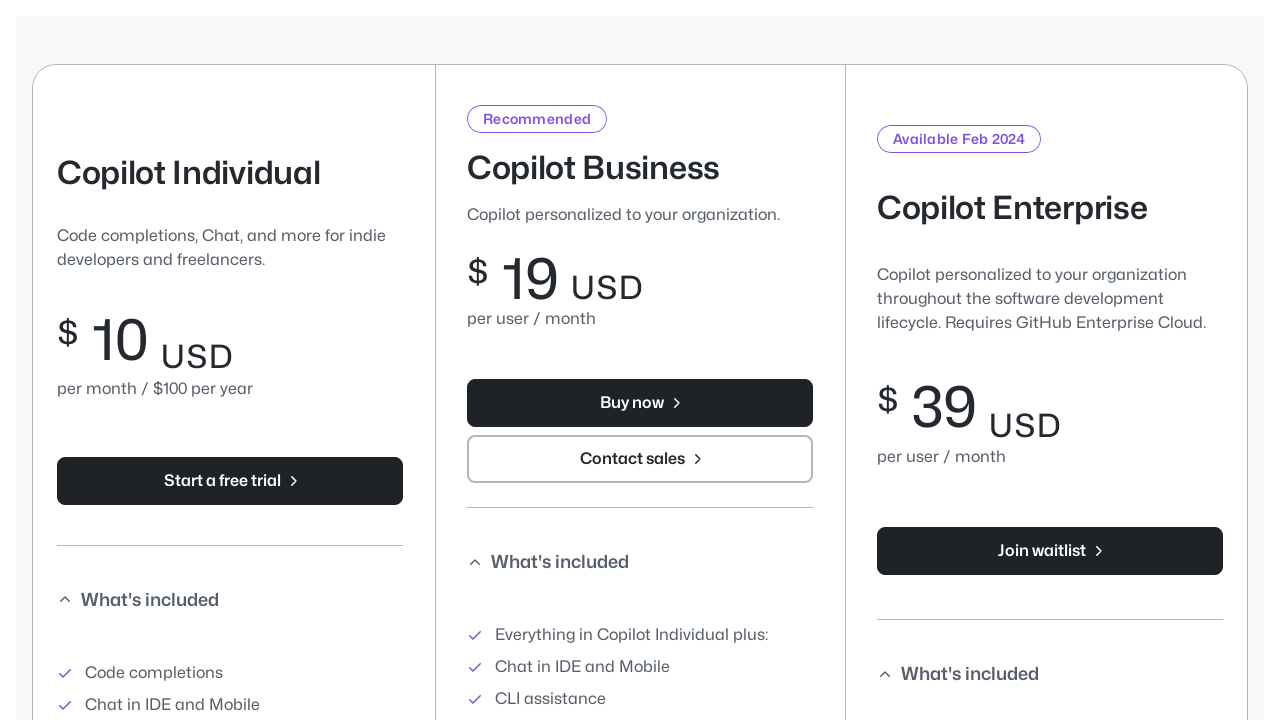 Copilot Individual
Code completions, Chat, and more for indie
developers and freelancers.
$ 10 USD
per month / $100 per year
Start a free trial
What's included
Code completions
Chat in IDE and Mobile
Recommended
Copilot Business
Copilot personalized to your organization.
$ 19 USD
per user / month
Buy now
Contact sales
What's included
Everything in Copilot Individual plus:
Chat in IDE and Mobile
CLI assistance
Available Feb 2024
Copilot Enterprise
Copilot personalized to your organization
throughout the software development
lifecycle. Requires GitHub Enterprise Cloud.
$ 39 USD
per user / month
Join waitlist
What's included